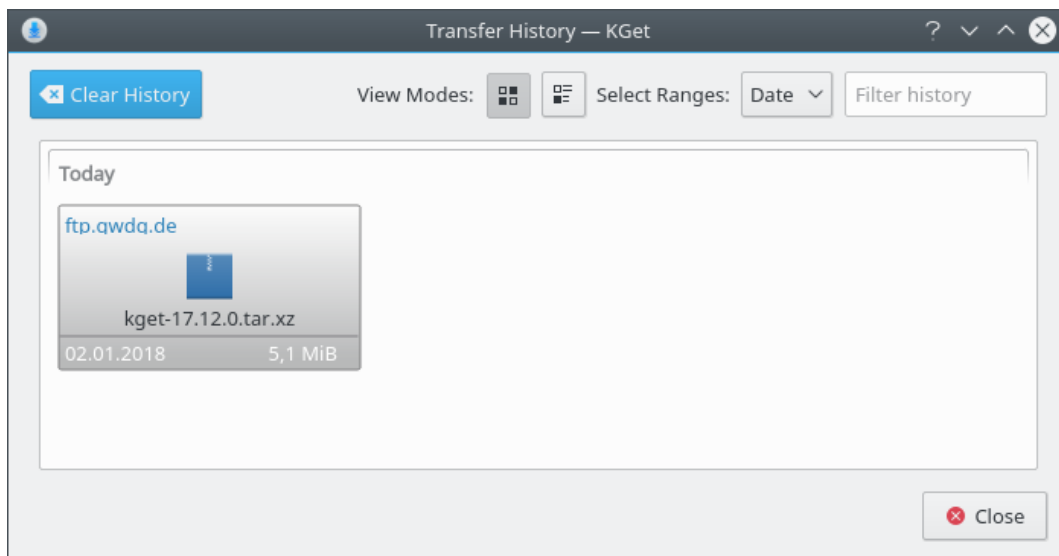 Transfer History — KGet
Clear History
View Modes:
Select Ranges:
Date
Filter history
Today
ftp.gwdg.de
kget-17.12.0.tar.xz
02.01.2018 5,1 MiB
Close